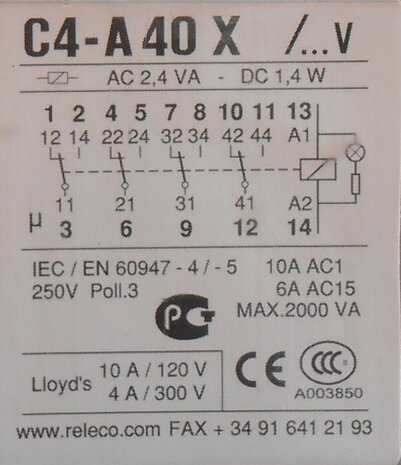 C4-A40 X /... V
AC 2,4 VA - DC 1,4 W
1 2 4 5 7 8 10 11 13
12 14 22 24 32 34 42 44 A1
11 21 31 41 A2
μ 3 6 9 12 14
IEC / EN 60947 - 4 / - 5 10A AC1
250V Poll.3 6A AC15
MAX.2000 VA
PCT
Lloyd's 10 A / 120 V
4 A / 300 V
CE CCC
A003850
www.releco.com FAX + 34 91 641 21 93